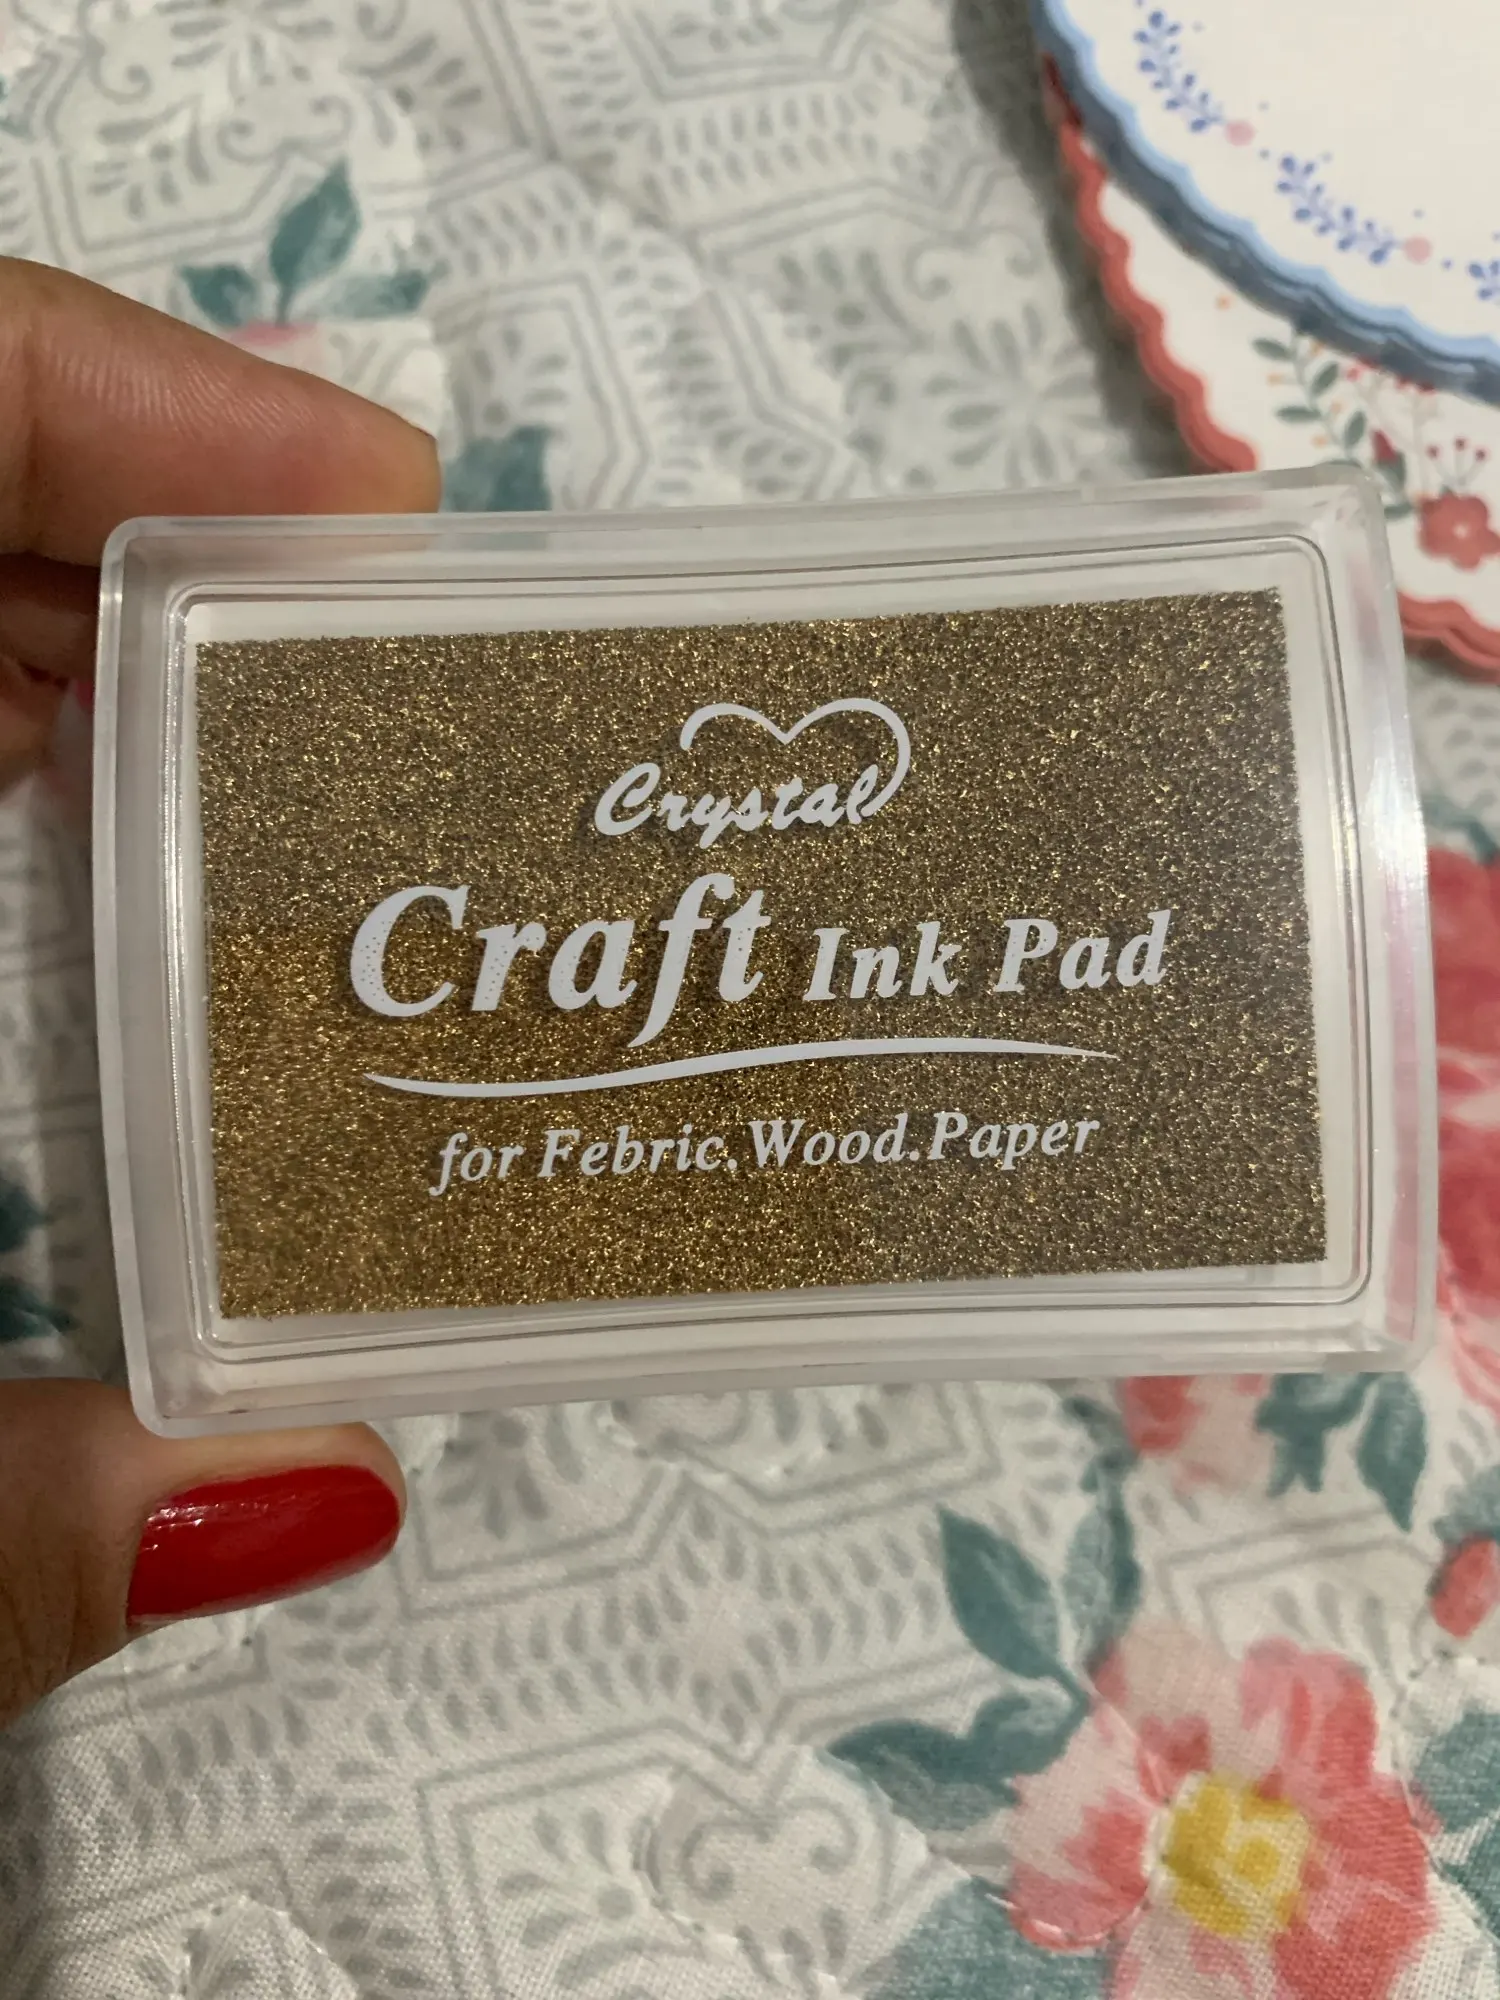 Crystal
Craft Ink Pad
for Febric.Wood.Paper